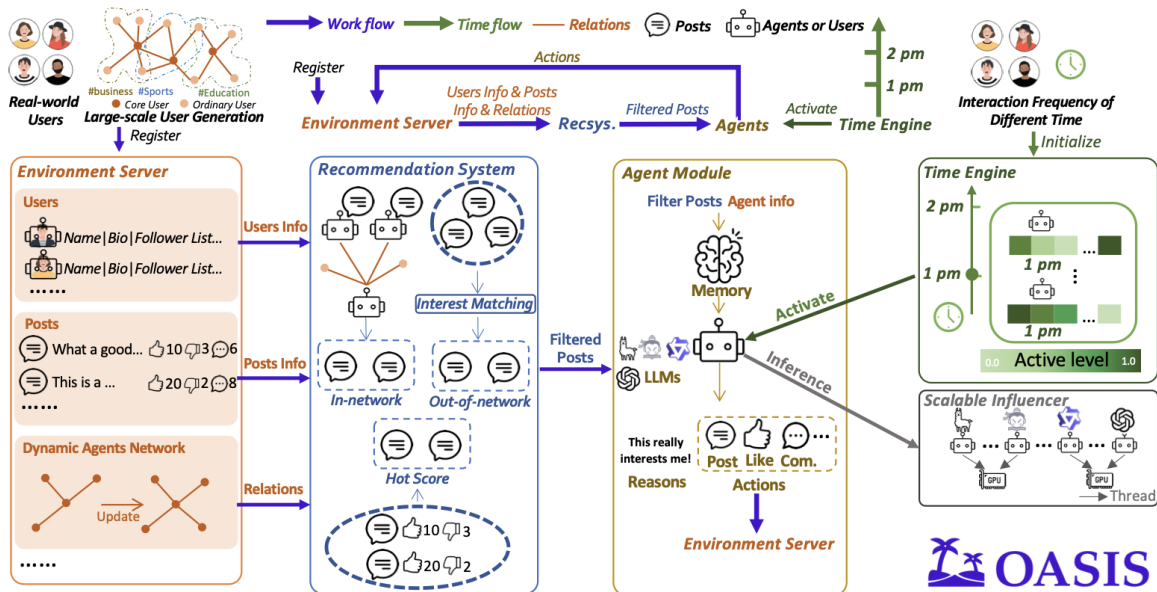 Work flow
Time flow
Relations
Posts
Agents or Users
Real-world
Users
#business #Sports #Education
Core User Ordinary User
Large-scale User Generation
Register
Register
Actions
Environment Server
Users Info & Posts
Info & Relations
Recsys.
Filtered Posts
Agents
Activate
Time Engine
2 pm
1 pm
Interaction Frequency of
Different Time
Initialize
Environment Server
Users
Name|Bio|Follower List...
Name|Bio|Follower List...
......
Posts
What a good... 10 3 6
This is a ... 20 2 8
......
Dynamic Agents Network
Update
......
Users Info
Posts Info
Relations
Recommendation System
Interest Matching
In-network
Out-of-network
Hot Score
10 3
20 2
Filtered
Posts
Agent Module
Filter Posts Agent info
Memory
LLMs
This really
interests me!
Reasons
...
Post Like Com.
Actions
Environment Server
Activate
Inference
Time Engine
2 pm
1 pm
...
1 pm
...
1 pm
0.0 Active level 1.0
Scalable Influencer
... ... ...
GPU GPU
Thread
OASIS